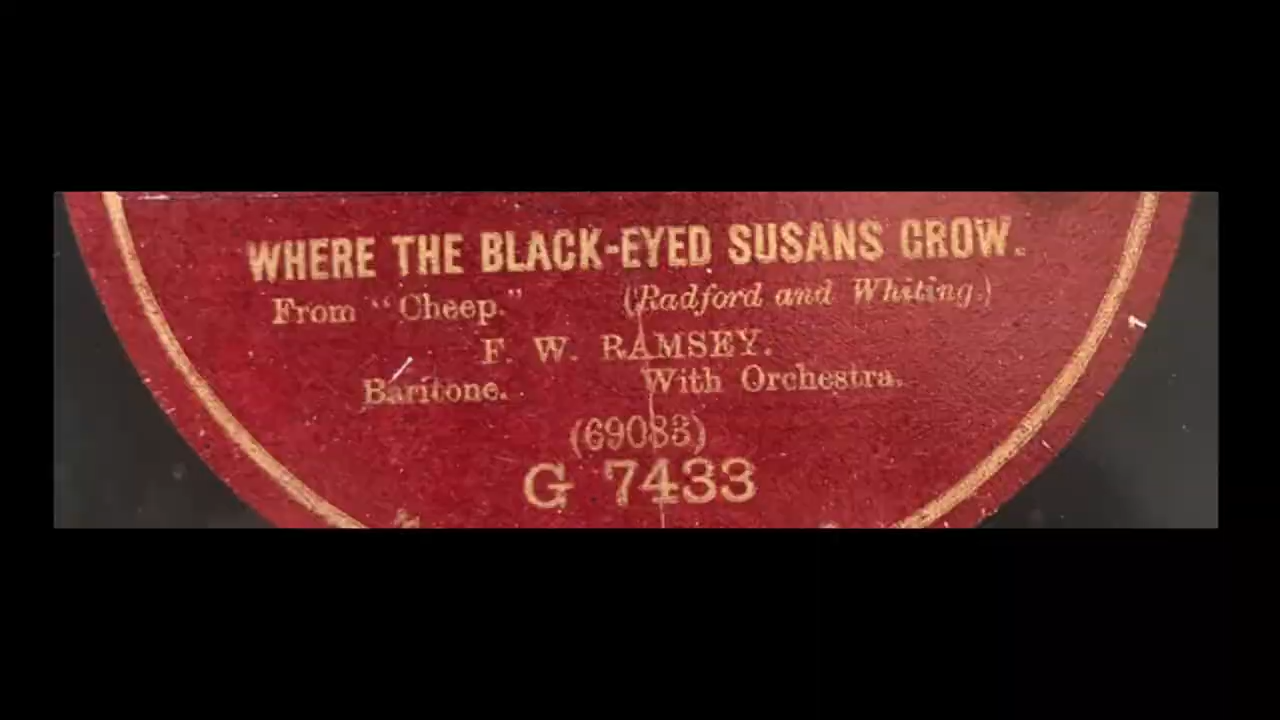 WHERE THE BLACK-EYED SUSANS GROW.
From "Cheep." (Radford and Whiting.)
F. W. RAMSEY.
Baritone. With Orchestra.
(69083)
G 7433